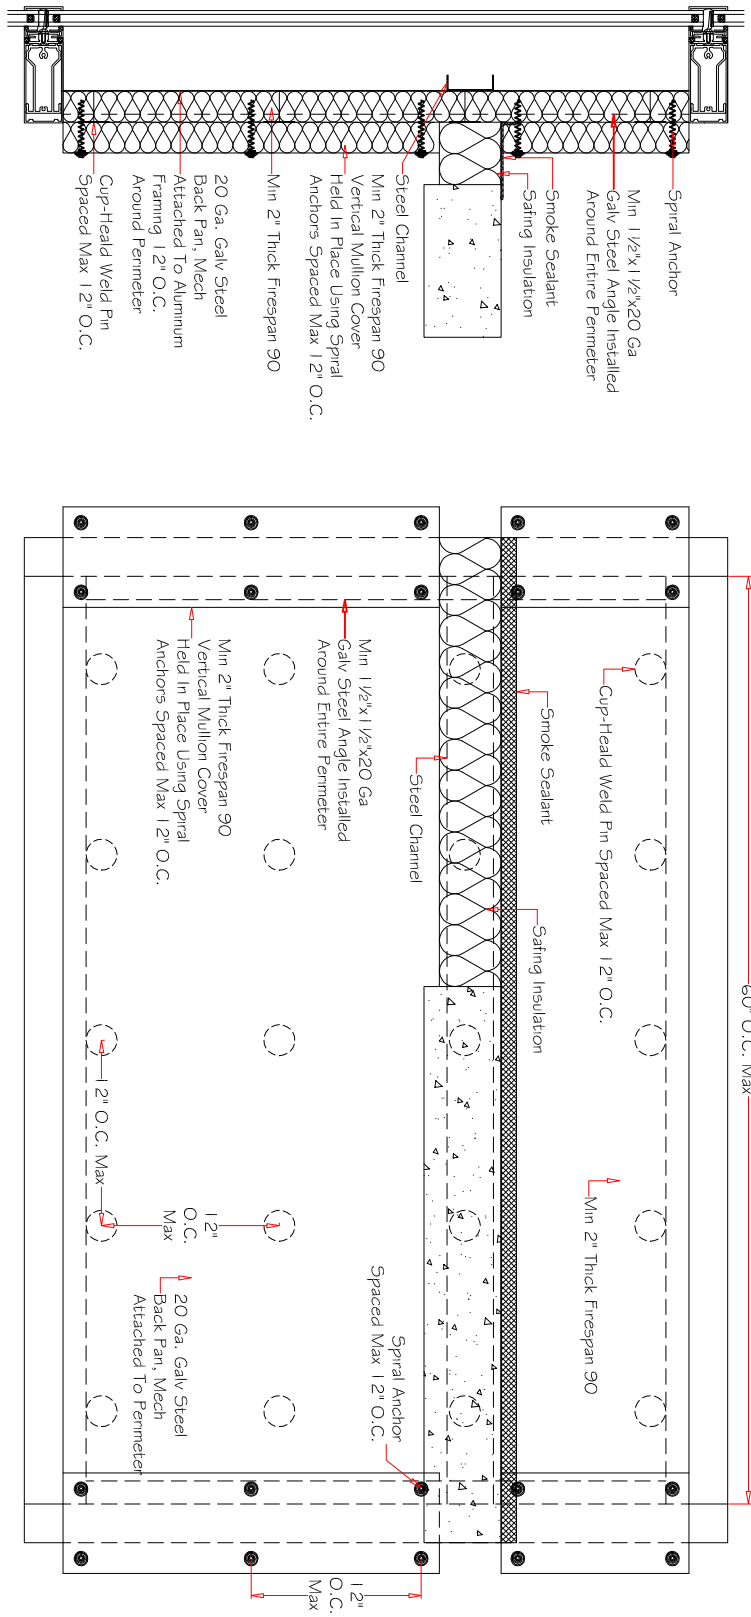 Spiral Anchor
Min 1½"x1½"x20 Ga
Galv Steel Angle Installed
Around Entire Perimeter
Smoke Sealant
Safing Insulation
Steel Channel
Min 2" Thick Firespan 90
Vertical Mullion Cover
Held In Place Using Spiral
Anchors Spaced Max 12" O.C.
Min 2" Thick Firespan 90
20 Ga. Galv Steel
Back Pan, Mech
Attached To Aluminum
Framing 12" O.C.
Around Perimeter
Cup-Heald Weld Pin
Spaced Max 12" O.C.
60" O.C. Max
Cup-Heald Weld Pin Spaced Max 12" O.C.
Min 2" Thick Firespan 90
Smoke Sealant
Safing Insulation
Steel Channel
Spiral Anchor
Spaced Max 12" O.C.
Min 1½"x1½"x20 Ga
Galv Steel Angle Installed
Around Entire Perimeter
12"
O.C.
Max
Min 2" Thick Firespan 90
Vertical Mullion Cover
Held In Place Using Spiral
Anchors Spaced Max 12" O.C.
12"
O.C.
Max
20 Ga. Galv Steel
Back Pan, Mech
Attached To Perimeter
12" O.C. Max